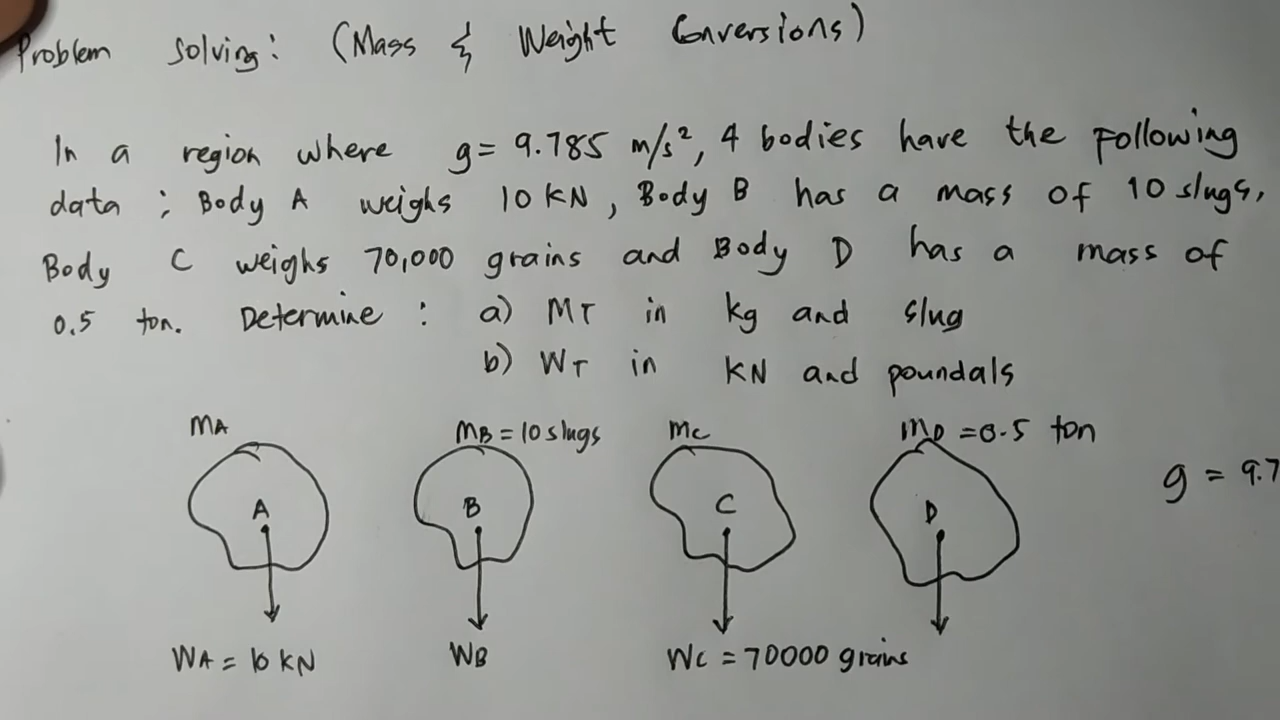 Problem Solving: (Mass & Weight Conversions)
In a region where g= 9.785 m/s², 4 bodies have the following
data : Body A weighs 10 KN, Body B has a mass of 10 slugs,
Body C weighs 70,000 grains and Body D has a mass of
0.5 ton. Determine : a) MT in kg and slug
b) WT in KN and poundals
MA MB = 10 slugs MC MD = 0.5 ton
g = 9.7
A B C D
WA = 10 KN WB WC = 70000 grains